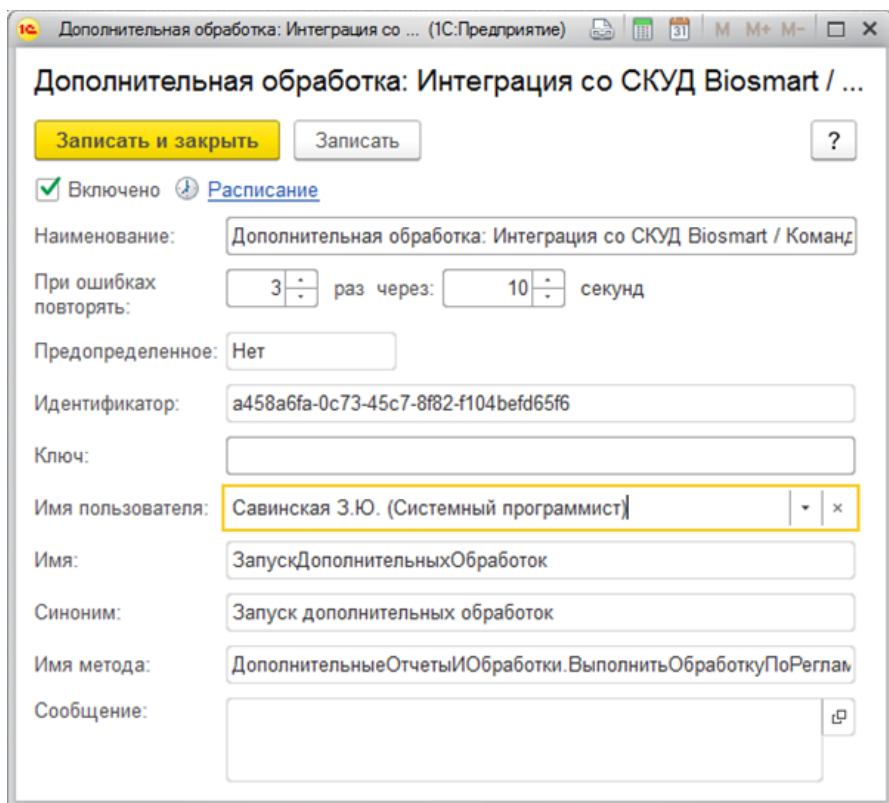 1С Дополнительная обработка: Интеграция со ... (1С:Предприятие) 31 M M+ M-
Дополнительная обработка: Интеграция со СКУД Biosmart / ...
Записать и закрыть Записать ?
Включено Расписание
Наименование: Дополнительная обработка: Интеграция со СКУД Biosmart / Команд
При ошибках повторять: 3 раз через: 10 секунд
Предопределенное: Нет
Идентификатор: a458a6fa-0c73-45c7-8f82-f104befd65f6
Ключ:
Имя пользователя: Савинская З.Ю. (Системный программист)
Имя: ЗапускДополнительныхОбработок
Синоним: Запуск дополнительных обработок
Имя метода: ДополнительныеОтчетыИОбработки.ВыполнитьОбработкуПоРеглам
Сообщение: